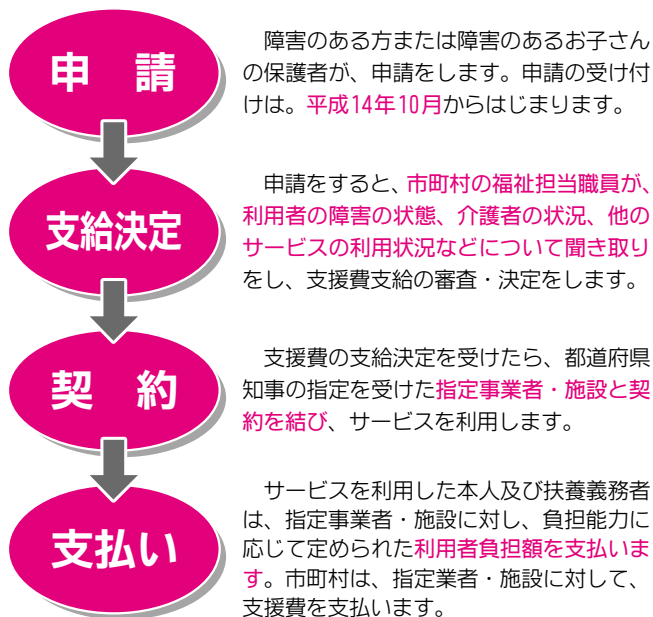 申　請
　障害のある方または障害のあるお子さん
の保護者が、申請をします。申請の受け付
けは。平成14年10月からはじまります。
支給決定
　申請をすると、市町村の福祉担当職員が、
利用者の障害の状態、介護者の状況、他の
サービスの利用状況などについて聞き取り
をし、支援費支給の審査・決定をします。
契　約
　支援費の支給決定を受けたら、都道府県
知事の指定を受けた指定事業者・施設と契
約を結び、サービスを利用します。
支払い
　サービスを利用した本人及び扶養義務者
は、指定事業者・施設に対し、負担能力に
応じて定められた利用者負担額を支払いま
す。市町村は、指定業者・施設に対して、
支援費を支払います。